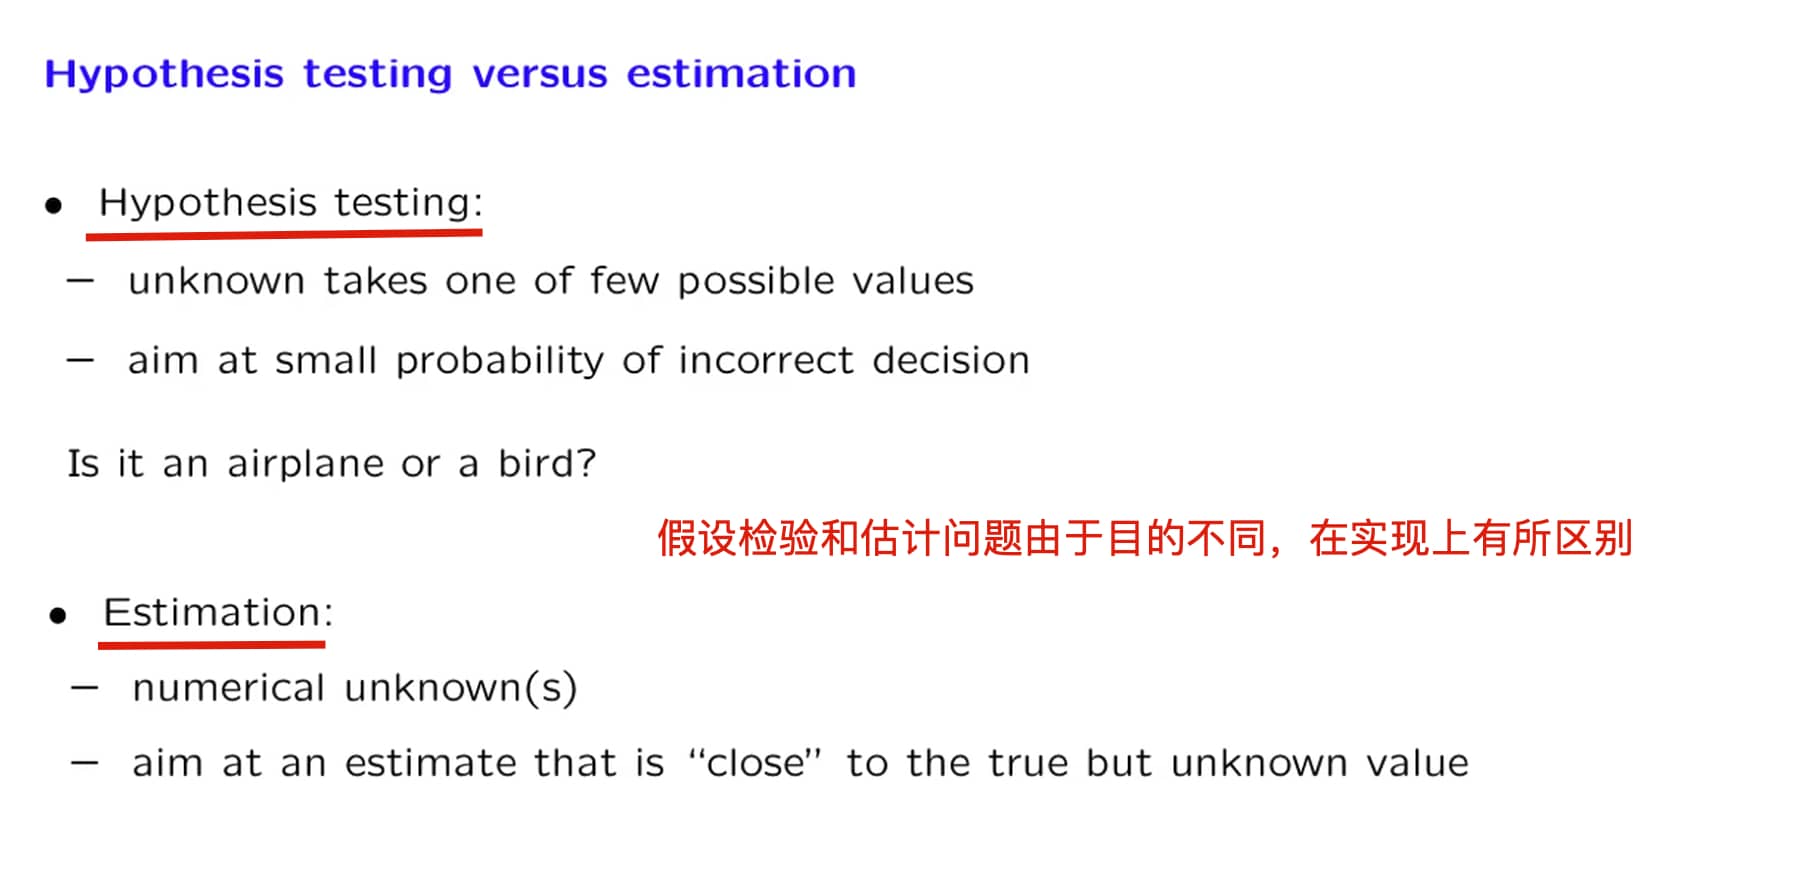 Hypothesis testing versus estimation
• Hypothesis testing:
– unknown takes one of few possible values
– aim at small probability of incorrect decision
Is it an airplane or a bird?
假设检验和估计问题由于目的不同，在实现上有所区别
• Estimation:
– numerical unknown(s)
– aim at an estimate that is “close” to the true but unknown value